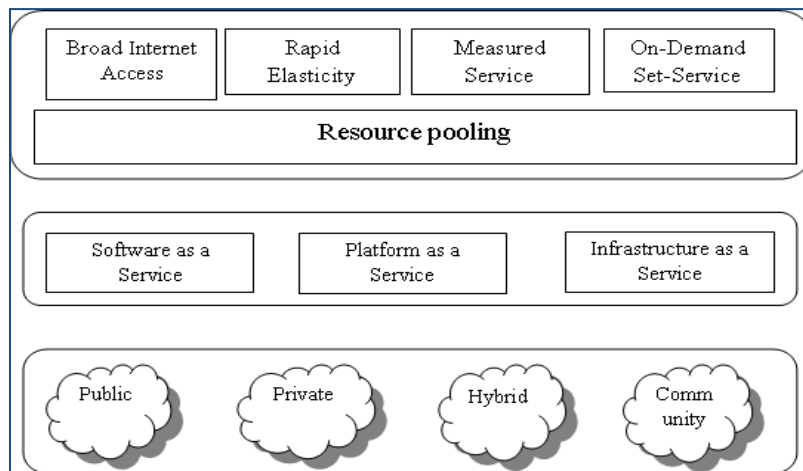 Broad Internet
Access
Rapid
Elasticity
Measured
Service
On-Demand
Set-Service
Resource pooling
Software as a
Service
Platform as a
Service
Infrastructure as a
Service
Public
Private
Hybrid
Comm
unity